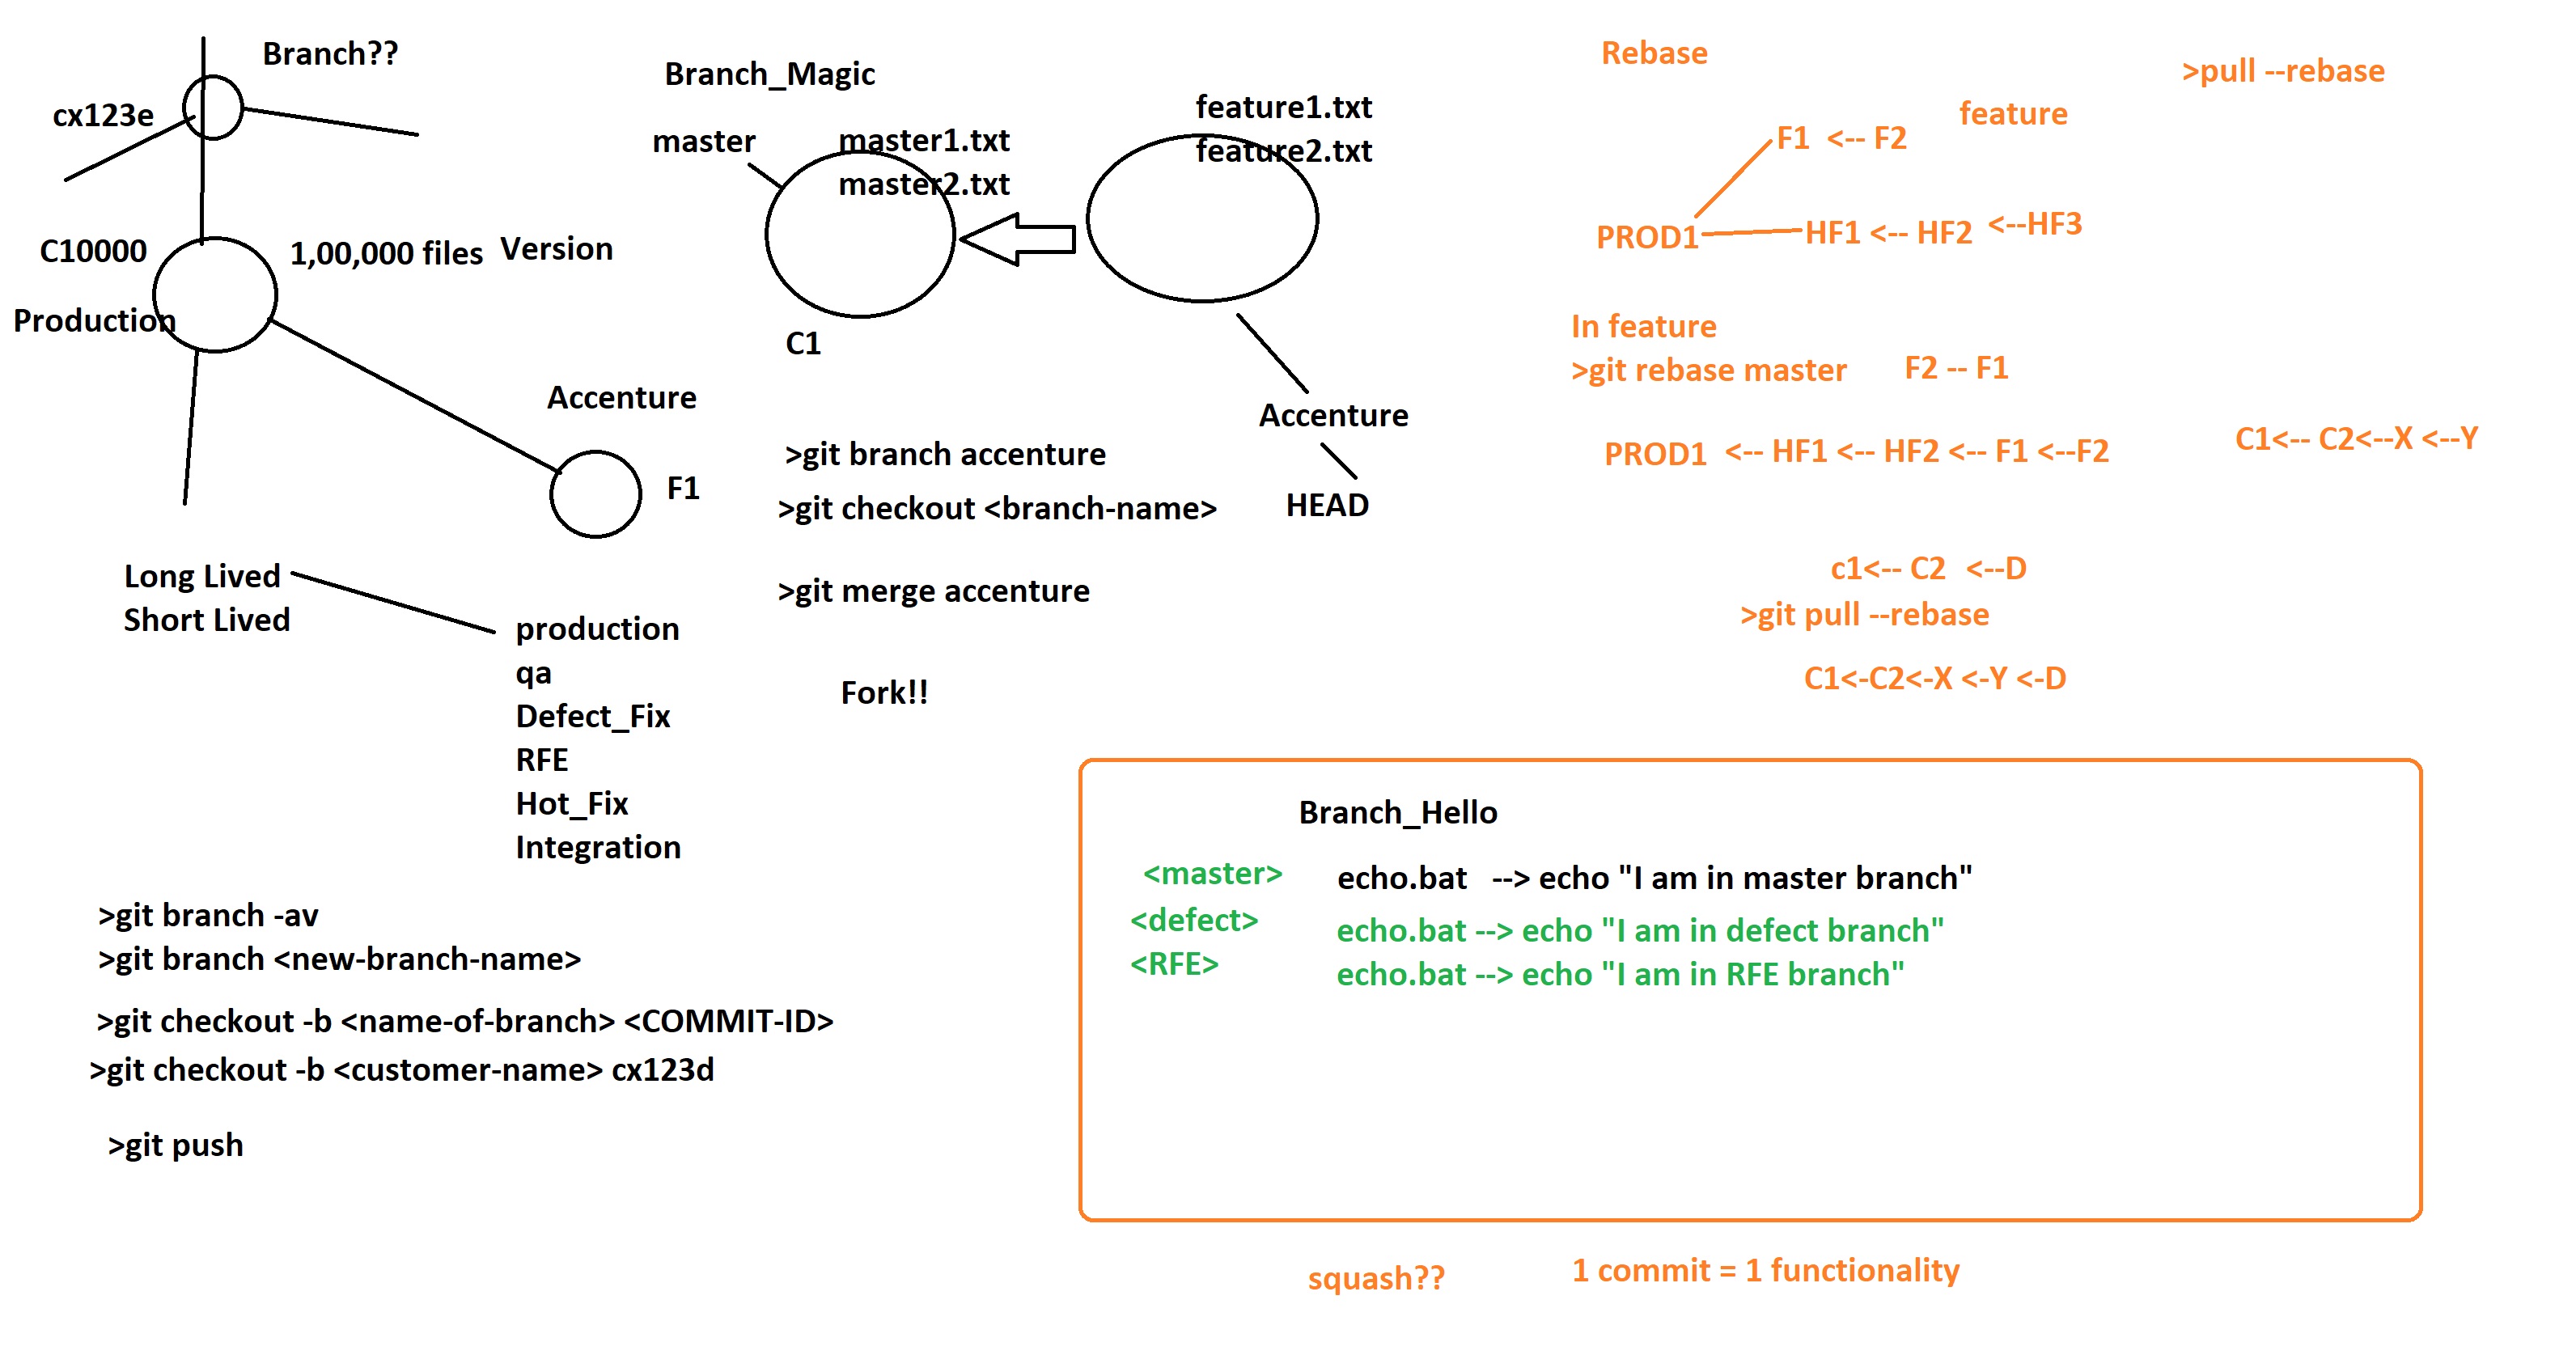 Branch??
cx123e
C10000
1,00,000 files
Version
Production
Accenture
F1
Long Lived
Short Lived
production
qa
Defect_Fix
RFE
Hot_Fix
Integration
>git branch -av
>git branch <new-branch-name>
>git checkout -b <name-of-branch> <COMMIT-ID>
>git checkout -b <customer-name> cx123d
>git push
Branch_Magic
master
master1.txt
master2.txt
feature1.txt
feature2.txt
C1
Accenture
HEAD
>git branch accenture
>git checkout <branch-name>
>git merge accenture
Fork!!
Rebase
>pull --rebase
feature
F1 <-- F2
PROD1
HF1 <-- HF2 <--HF3
In feature
>git rebase master
F2 -- F1
PROD1 <-- HF1 <-- HF2 <-- F1 <--F2
C1<-- C2<--X <--Y
c1<-- C2 <--D
>git pull --rebase
C1<-C2<-X <-Y <-D
Branch_Hello
<master> echo.bat --> echo "I am in master branch"
<defect> echo.bat --> echo "I am in defect branch"
<RFE> echo.bat --> echo "I am in RFE branch"
squash??
1 commit = 1 functionality